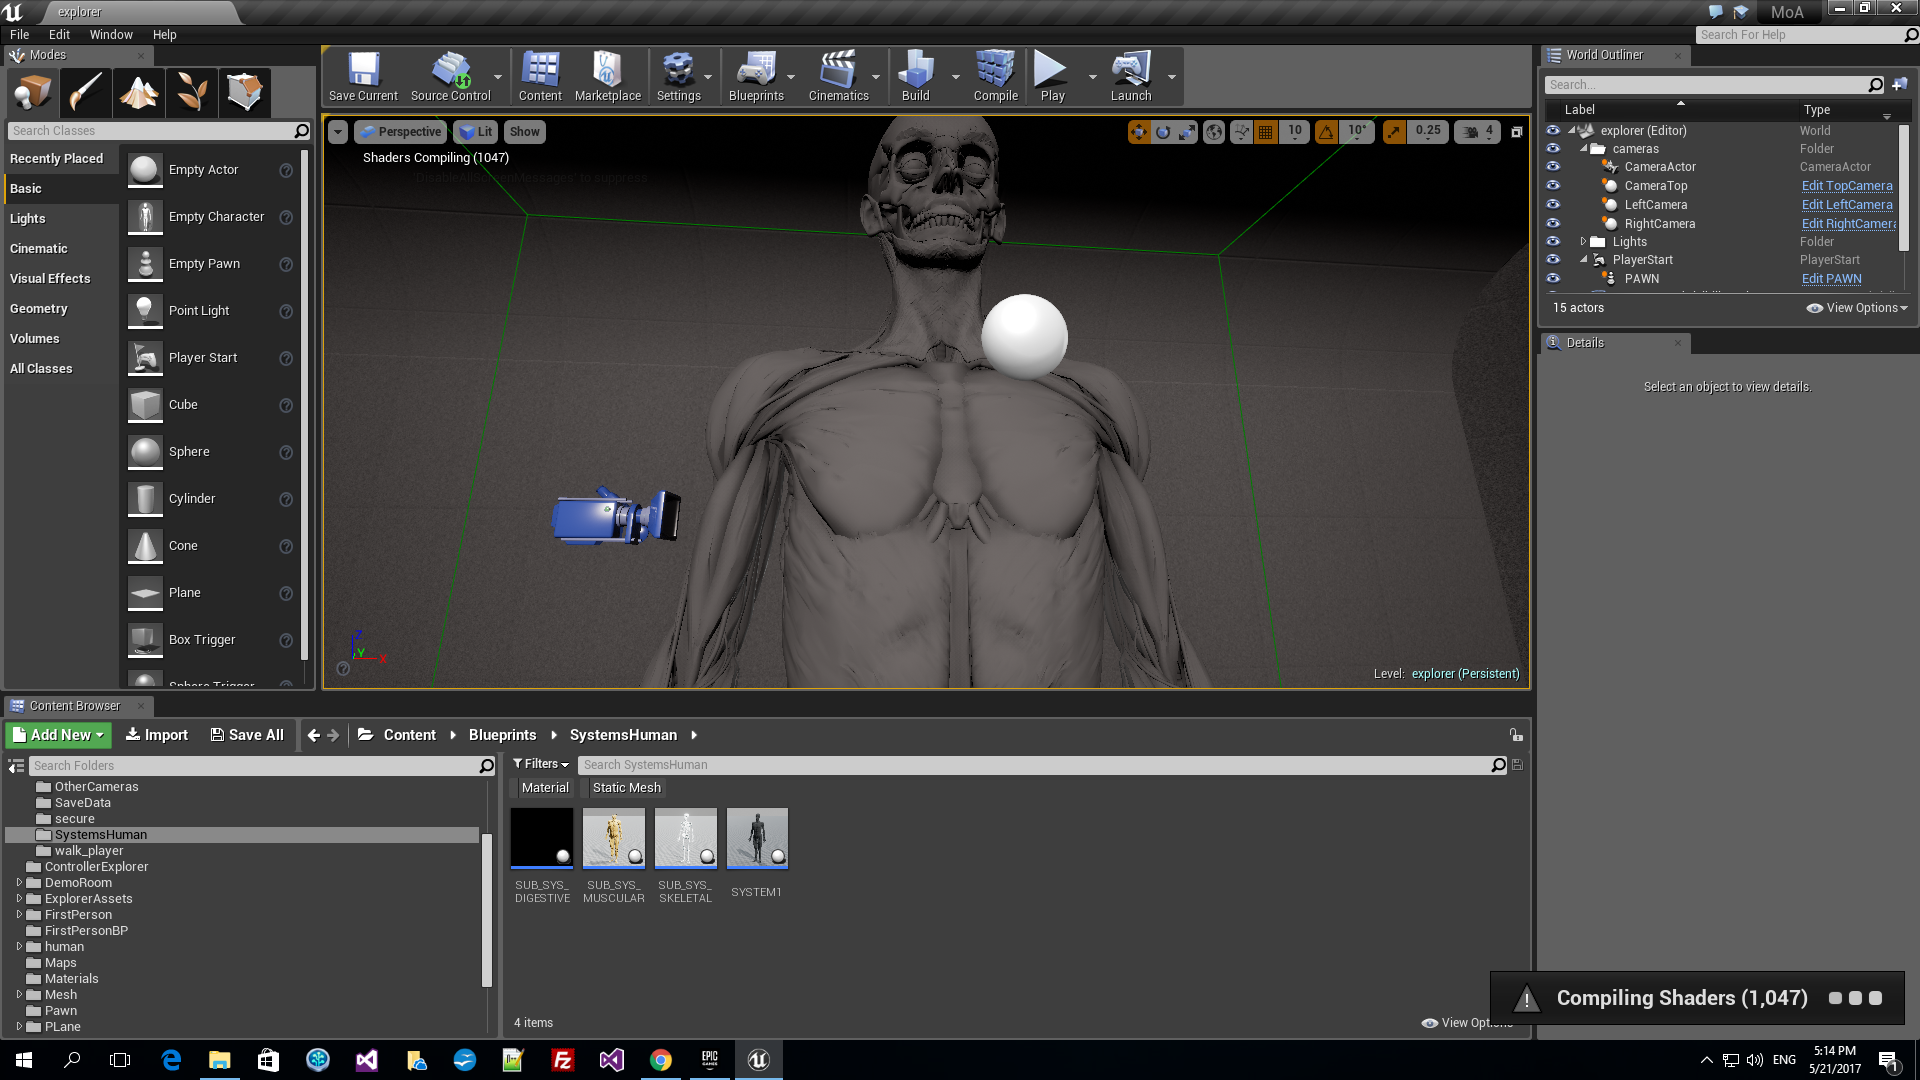 explorer
MoA
File Edit Window Help
Search For Help
Modes
Search Classes
Recently Placed
Basic
Lights
Cinematic
Visual Effects
Geometry
Volumes
All Classes
Empty Actor
Empty Character
Empty Pawn
Point Light
Player Start
Cube
Sphere
Cylinder
Cone
Plane
Box Trigger
Sphere Trigger
Save Current
Source Control
Content
Marketplace
Settings
Blueprints
Cinematics
Build
Compile
Play
Launch
Perspective Lit Show
10 10° 0.25 4
Shaders Compiling (1047)
'DisableAllScreenMessages' to suppress
Z
Y
X
Level: explorer (Persistent)
World Outliner
Search...
Label Type
explorer (Editor) World
cameras Folder
CameraActor CameraActor
CameraTop Edit TopCamera
LeftCamera Edit LeftCamera
RightCamera Edit RightCamera
Lights Folder
PlayerStart PlayerStart
PAWN Edit PAWN
15 actors View Options
Details
Select an object to view details.
Content Browser
Add New Import Save All Content Blueprints SystemsHuman
Search Folders
OtherCameras
SaveData
secure
SystemsHuman
walk_player
ControllerExplorer
DemoRoom
ExplorerAssets
FirstPerson
FirstPersonBP
human
Maps
Materials
Mesh
Pawn
PLane
Filters Search SystemsHuman
Material Static Mesh
SUB_SYS_
DIGESTIVE
SUB_SYS_
MUSCULAR
SUB_SYS_
SKELETAL
SYSTEM1
4 items View Options
Compiling Shaders (1,047)
EPIC
GAMES
ENG
5:14 PM
5/21/2017
1